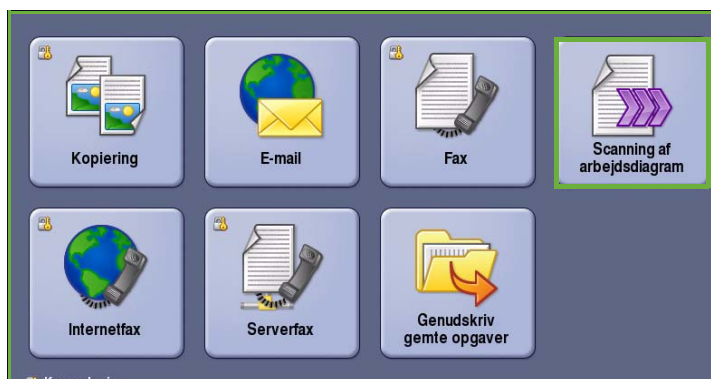 Kopiering
E-mail
Fax
Scanning af
arbejdsdiagram
Internetfax
Serverfax
Genudskriv
gemte opgaver